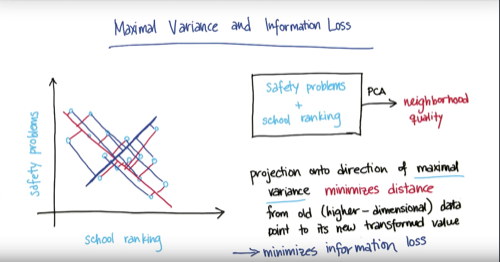 Maximal Variance and Information Loss
safety problems
school ranking
safety problems
+
school ranking
PCA
neighborhood
quality
projection onto direction of maximal
variance minimizes distance
from old (higher-dimensional) data
point to its new transformed value
→ minimizes information loss